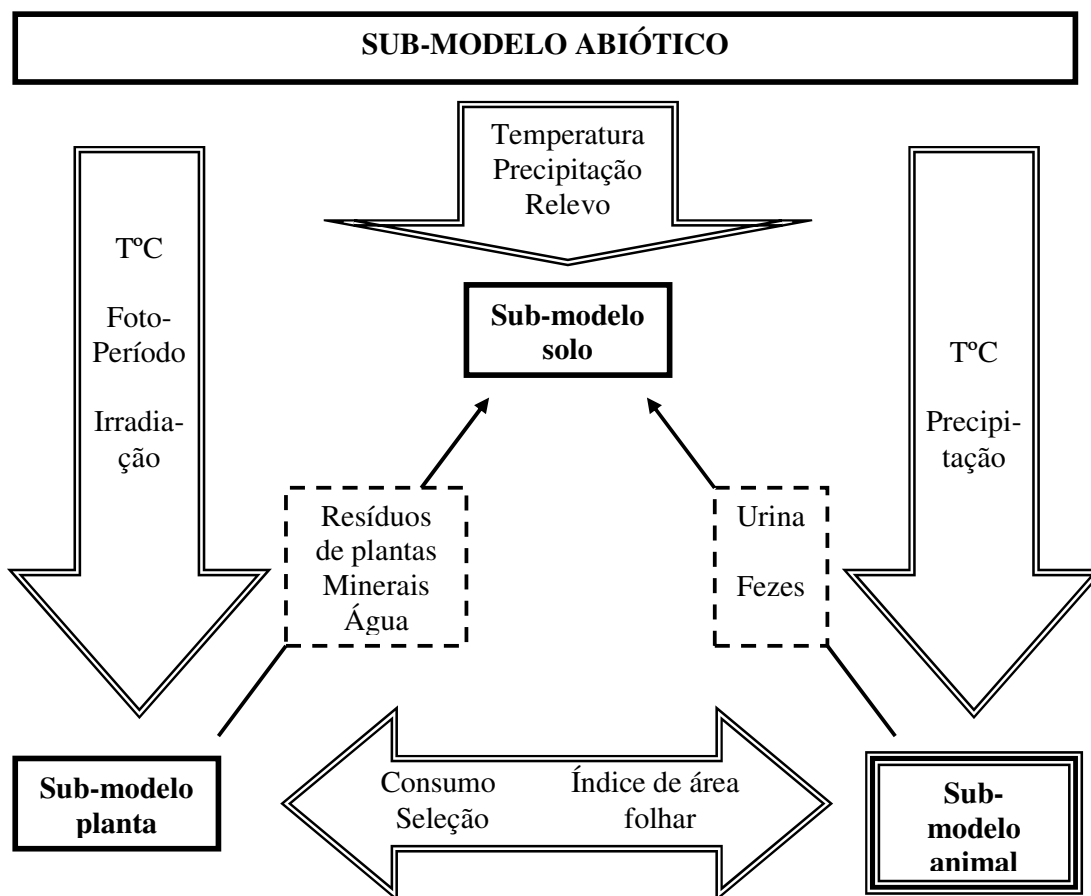 SUB-MODELO ABIÓTICO
Temperatura
Precipitação
Relevo
TºC
Foto-
Período
Irradia-
ção
Sub-modelo
solo
TºC
Precipi-
tação
Resíduos
de plantas
Minerais
Água
Urina
Fezes
Sub-modelo
planta
Consumo
Seleção
Índice de área
folhar
Sub-
modelo
animal